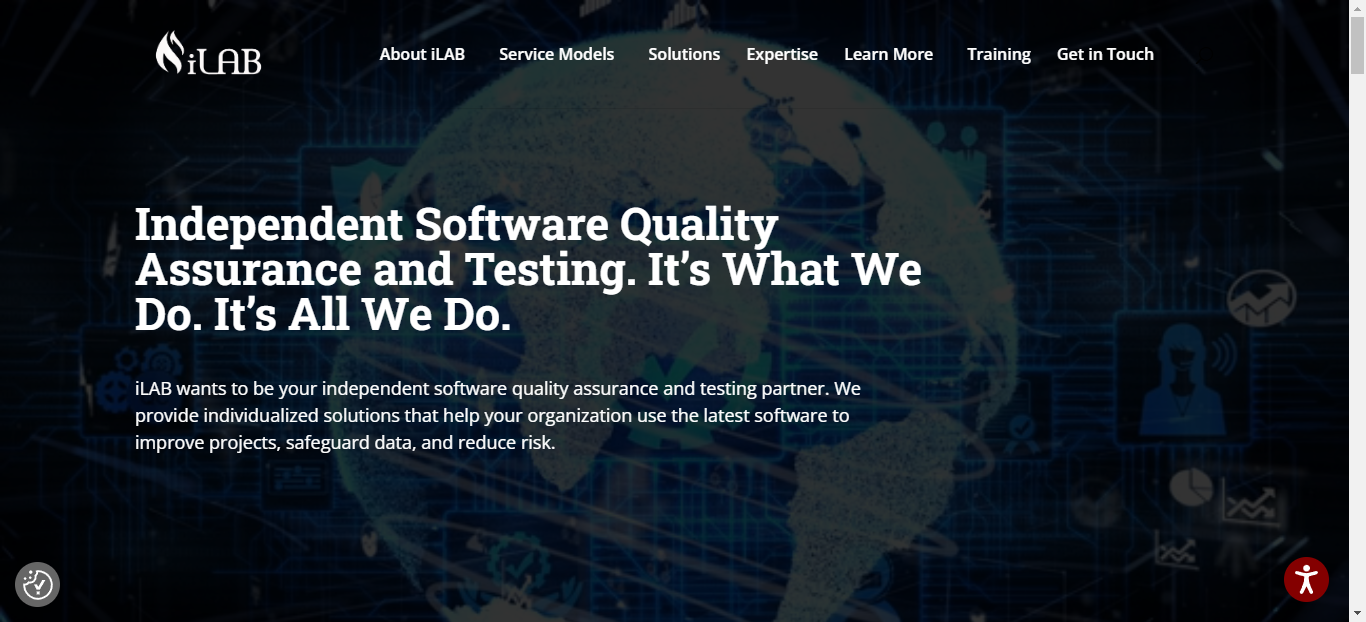 iLAB
About iLAB Service Models Solutions Expertise Learn More Training Get in Touch
Independent Software Quality
Assurance and Testing. It’s What We
Do. It’s All We Do.
iLAB wants to be your independent software quality assurance and testing partner. We
provide individualized solutions that help your organization use the latest software to
improve projects, safeguard data, and reduce risk.